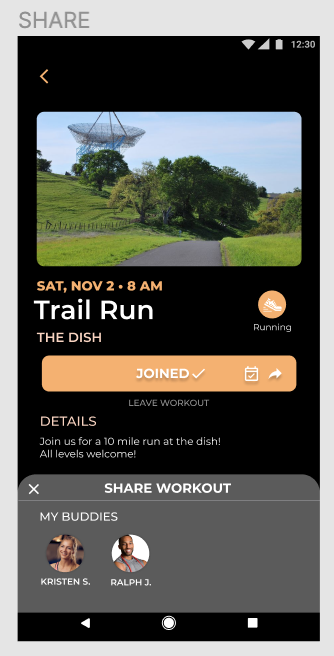 SHARE
12:30
SAT, NOV 2 • 8 AM
Trail Run
THE DISH
Running
JOINED
LEAVE WORKOUT
DETAILS
Join us for a 10 mile run at the dish!
All levels welcome!
SHARE WORKOUT
MY BUDDIES
KRISTEN S.
RALPH J.